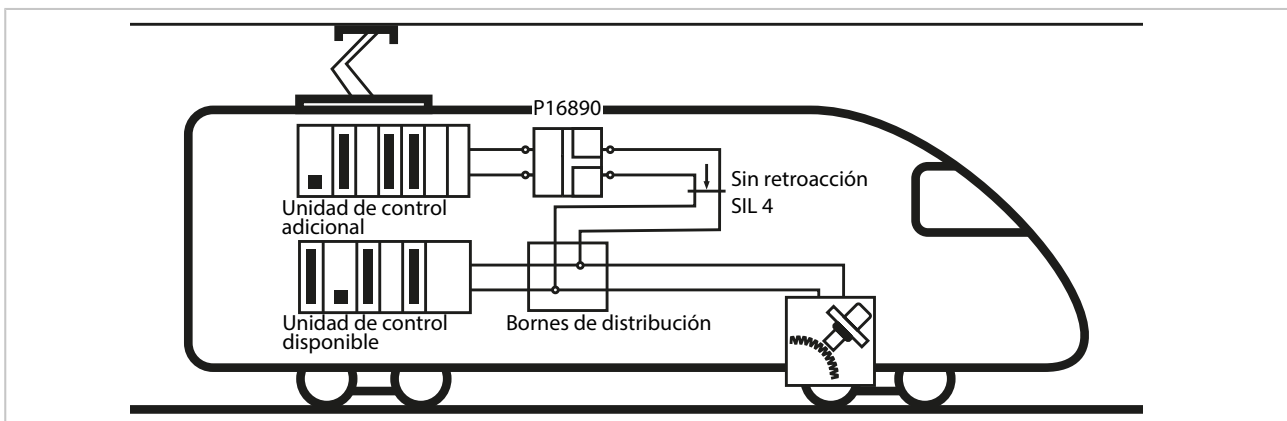 P16890
Sin retroacción
SIL 4
Unidad de control
adicional
Unidad de control
disponible
Bornes de distribución